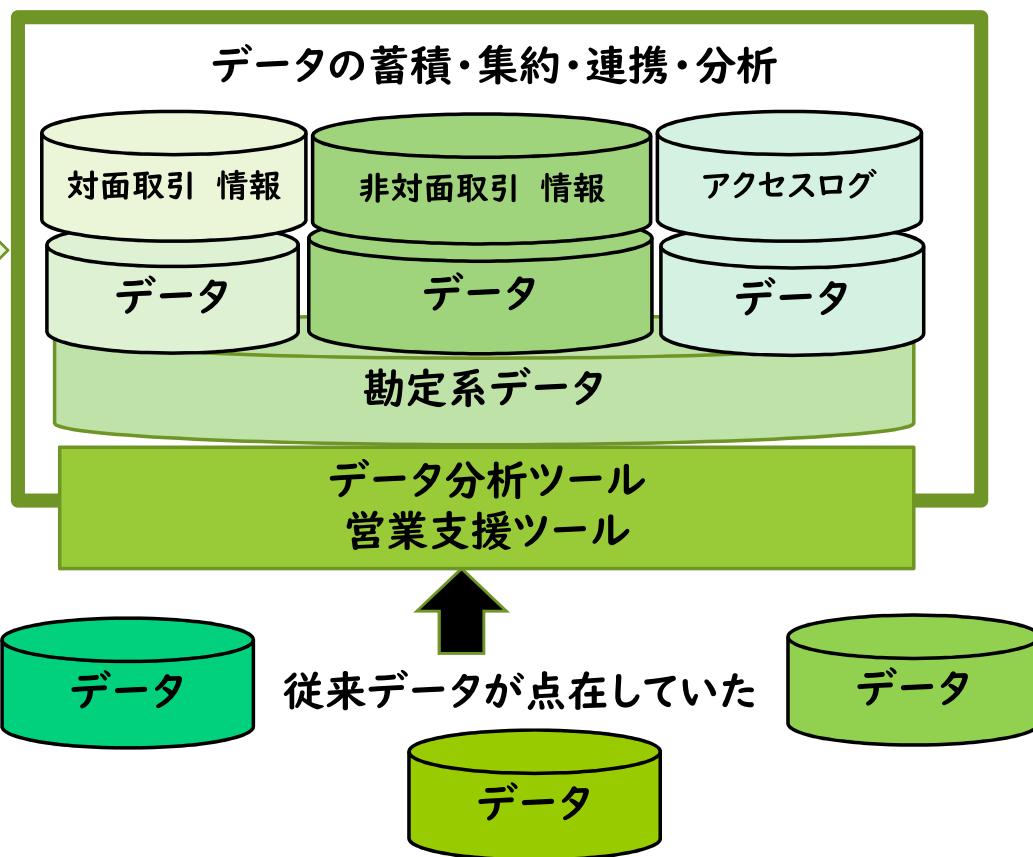 データの蓄積・集約・連携・分析
対面取引 情報
非対面取引 情報
アクセスログ
データ
データ
データ
勘定系データ
データ分析ツール
営業支援ツール
データ
従来データが点在していた
データ
データ